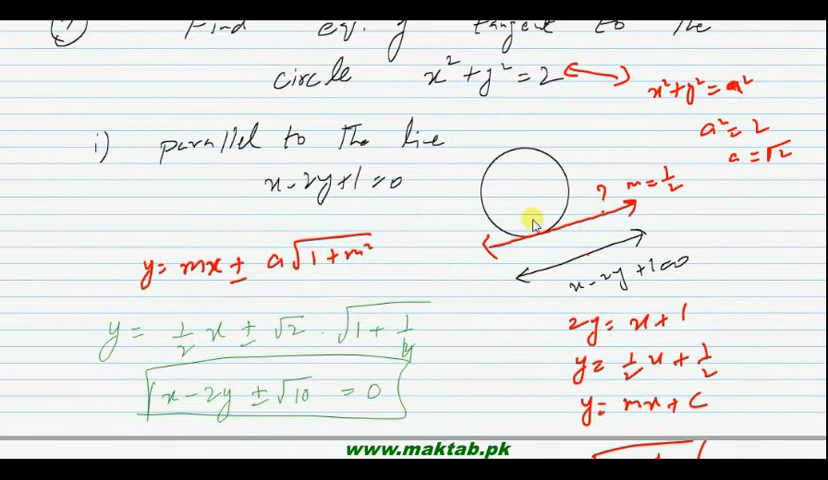 Find eq. of tangent to the
circle x² + y² = 2
x² + y² = a²
a² = 2
a = √2
i) parallel to the line
x - 2y + 1 = 0
? m = 1/2
x - 2y + 1 = 0
y = mx ± a√(1 + m²)
y = 1/2 x ± √2 . √(1 + 1/4)
x - 2y ± √10 = 0
2y = x + 1
y = 1/2 x + 1/2
y = mx + c
www.maktab.pk